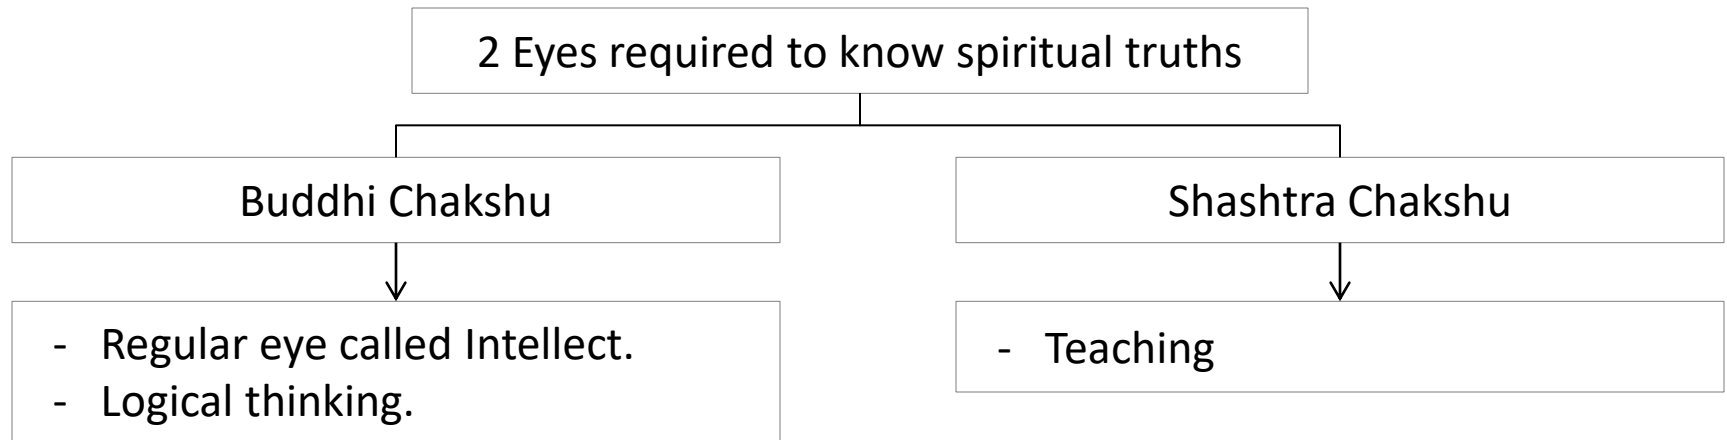 2 Eyes required to know spiritual truths
Buddhi Chakshu
Shashtra Chakshu
- Regular eye called Intellect.
- Logical thinking.
- Teaching